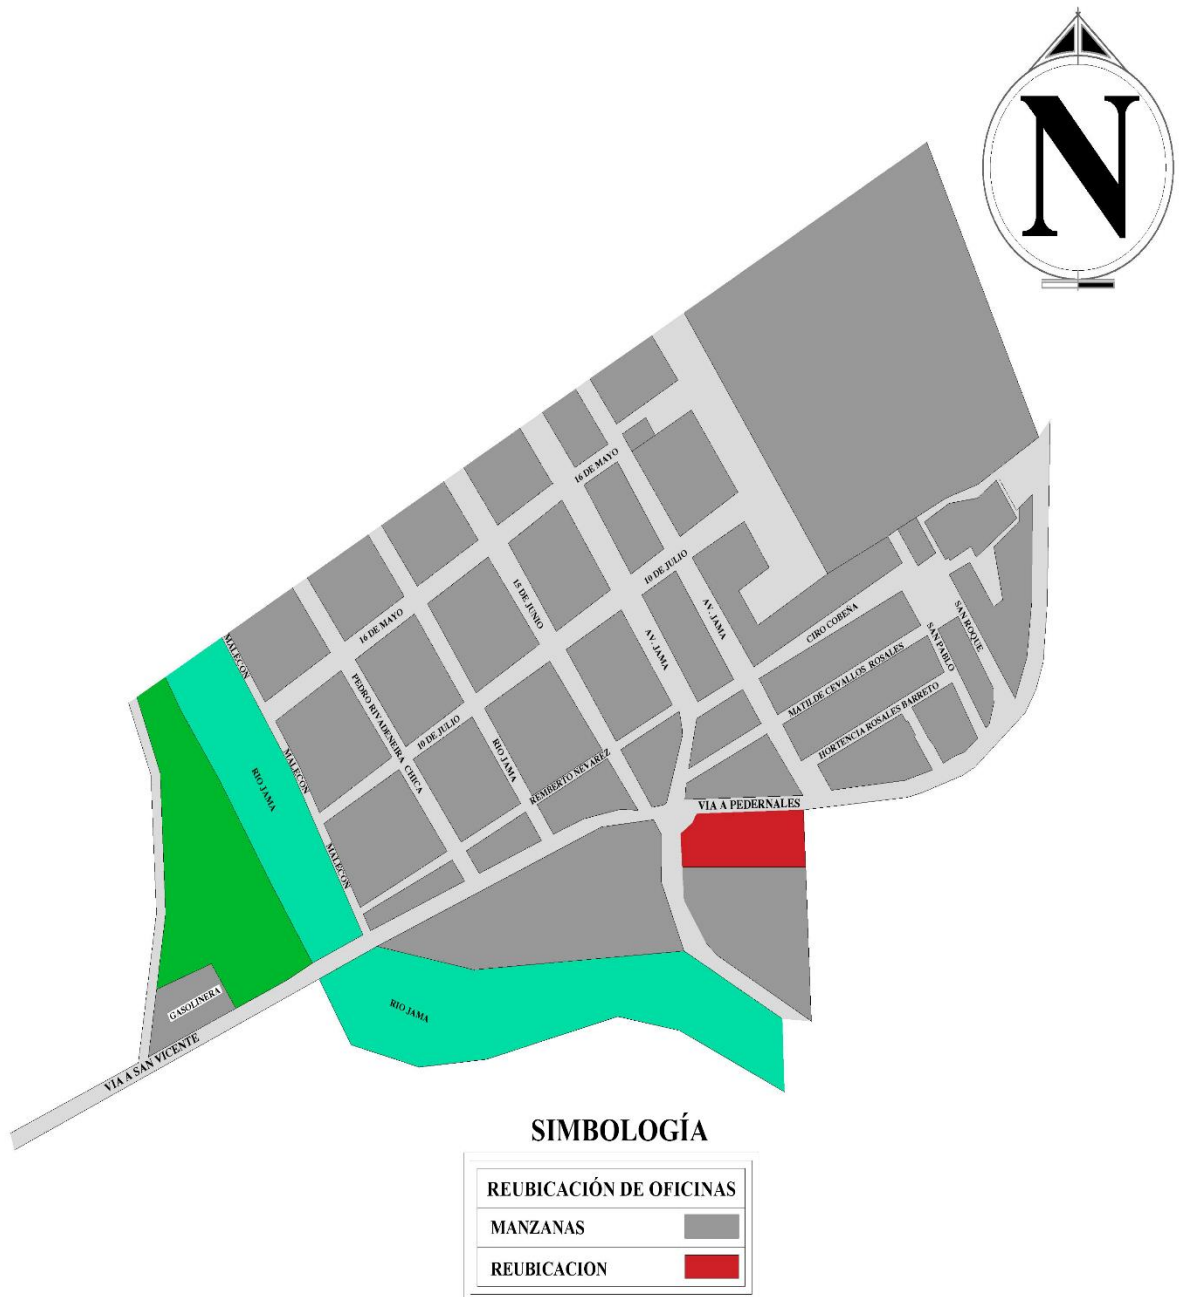 N
16 DE MAYO
10 DE JULIO
15 DE JUNIO
AV. JAMA
CIRO COBEÑA
SAN ROQUE
16 DE MAYO
SAN PABLO
MALECON
AV. JAMA
MATILDE CEVALLOS ROSALES
PEDRO RIVADENEIRA CHICA
HORTENCIA ROSALES BARRETO
10 DE JULIO
RIO JAMA
MALECON
RIO JAMA
REMBERTO NEVAREZ
VIA A PEDERNALES
MALECON
GASOLINERA
RIO JAMA
VIA A SAN VICENTE
SIMBOLOGÍA
REUBICACIÓN DE OFICINAS
MANZANAS
REUBICACION